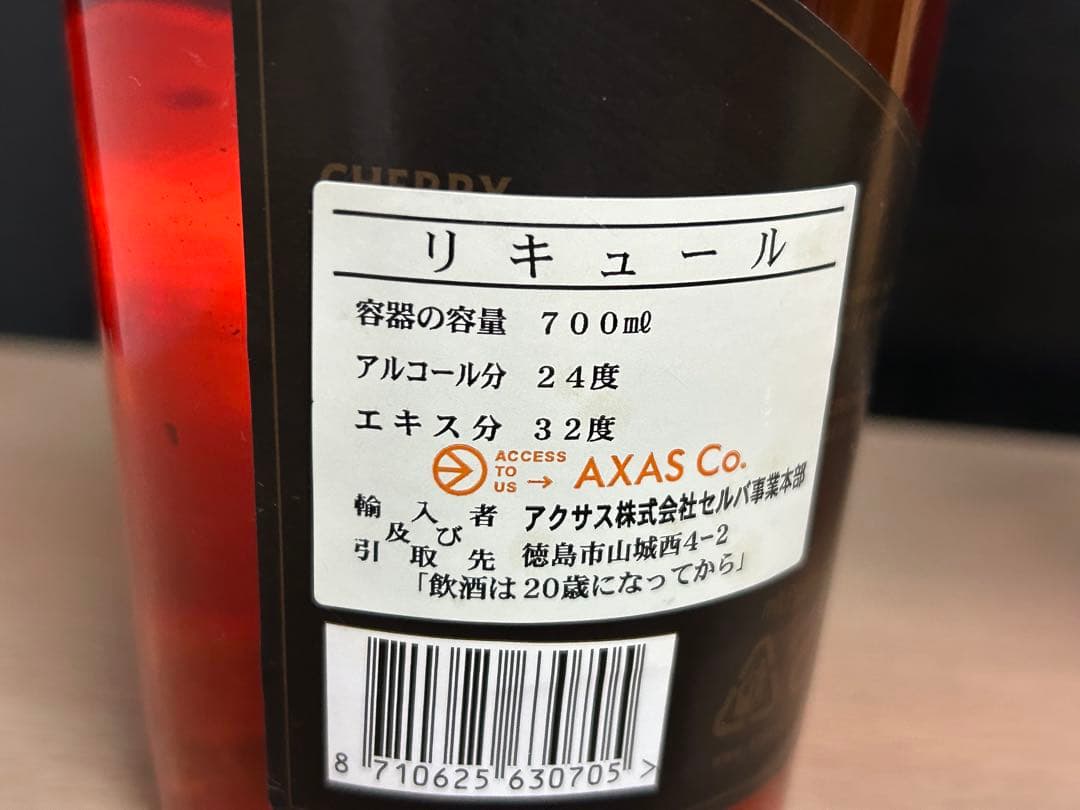 CHERRY
リキュール
容器の容量 700㎖
アルコール分 24度
エキス分 32度
ACCESS TO US → AXAS Co.
輸入者及び引取先 アクサス株式会社セルバ事業本部
徳島市山城西4-2
「飲酒は20歳になってから」
8 710625 630705 >